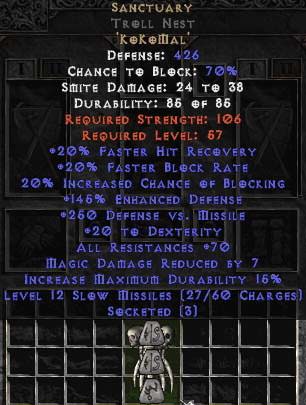 Sanctuary
Troll Nest
'KoKoMal'
Defense: 426
Chance to Block: 70%
Smite Damage: 24 to 38
Durability: 85 of 85
Required Strength: 106
Required Level: 57
+20% Faster Hit Recovery
+20% Faster Block Rate
20% Increased Chance of Blocking
+145% Enhanced Defense
+250 Defense vs. Missile
+20 to Dexterity
All Resistances +70
Magic Damage Reduced by 7
Increase Maximum Durability 15%
Level 12 Slow Missiles (27/60 Charges)
Socketed (3)